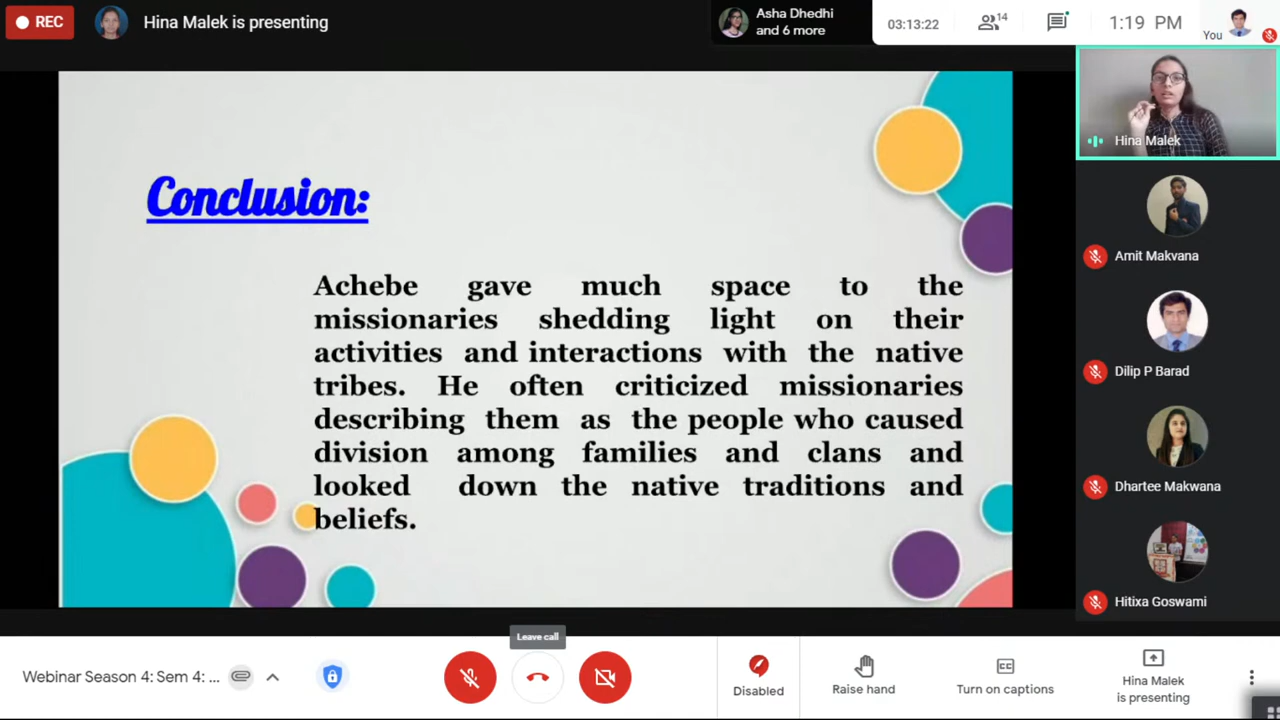 REC
Hina Malek is presenting
Asha Dhedhi
and 6 more
03:13:22
14
1:19 PM
You
Hina Malek
Conclusion:
Achebe gave much space to the
missionaries shedding light on their
activities and interactions with the native
tribes. He often criticized missionaries
describing them as the people who caused
division among families and clans and
looked down the native traditions and
beliefs.
Amit Makvana
Dilip P Barad
Dhartee Makwana
Hitixa Goswami
Leave call
Webinar Season 4: Sem 4: ...
Disabled
Raise hand
CC
Turn on captions
Hina Malek
is presenting